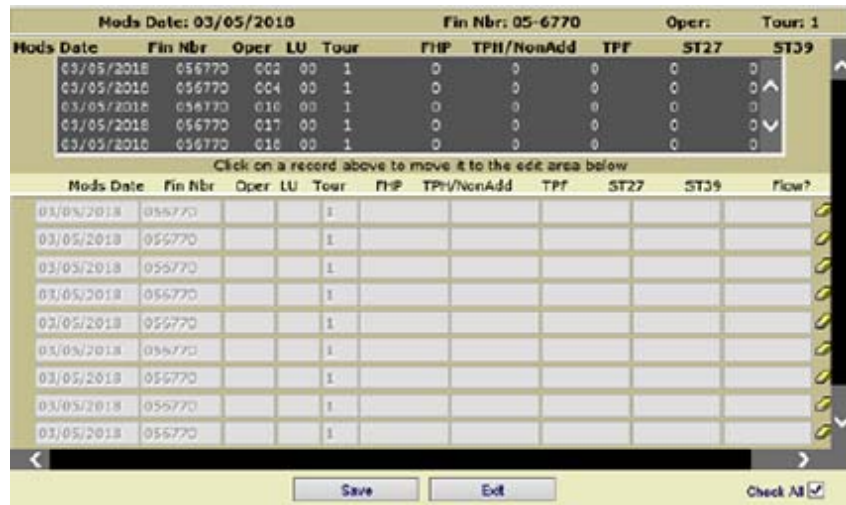 Mods Date: 03/05/2018 Fin Nbr: 05-6770 Oper: Tour: 1
Mods Date Fin Nbr Oper LU Tour FHP TPH/NonAdd TPF ST27 ST39
03/05/2018 056770 002 00 1 0 0 0 0 0
03/05/2018 056770 004 00 1 0 0 0 0 0
03/05/2018 056770 010 00 1 0 0 0 0 0
03/05/2018 056770 017 00 1 0 0 0 0 0
03/05/2018 056770 018 00 1 0 0 0 0 0
Click on a record above to move it to the edit area below
Mods Date Fin Nbr Oper LU Tour FHP TPH/NonAdd TPF ST27 ST39 Flow?
03/05/2018 056770 1
03/05/2018 056770 1
03/05/2018 056770 1
03/05/2018 056770 1
03/05/2018 056770 1
03/05/2018 056770 1
03/05/2018 056770 1
03/05/2018 056770 1
03/05/2018 056770 1
Save Exit Check All